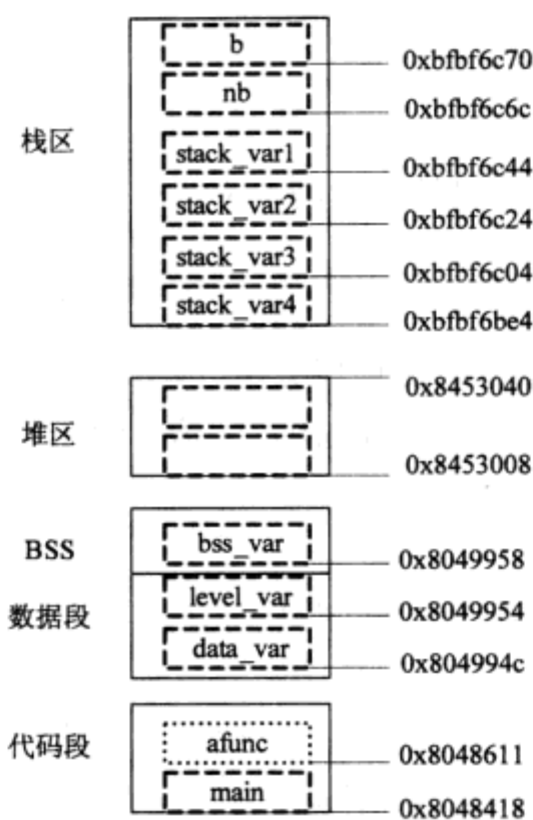 b
0xbfbf6c70
nb
0xbfbf6c6c
栈区
stack_var1
0xbfbf6c44
stack_var2
0xbfbf6c24
stack_var3
0xbfbf6c04
stack_var4
0xbfbf6be4
0x8453040
堆区
0x8453008
BSS
bss_var
0x8049958
level_var
数据段
0x8049954
data_var
0x804994c
代码段
afunc
0x8048611
main
0x8048418